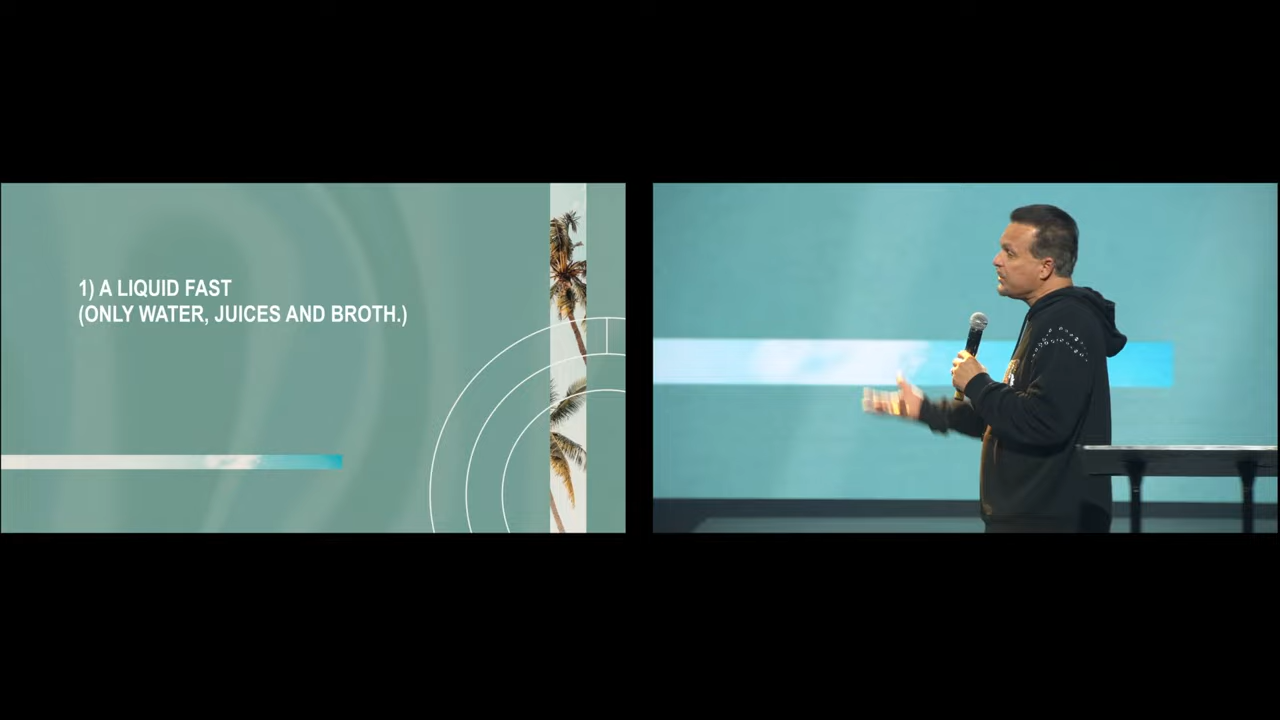 1) A LIQUID FAST
(ONLY WATER, JUICES AND BROTH.)